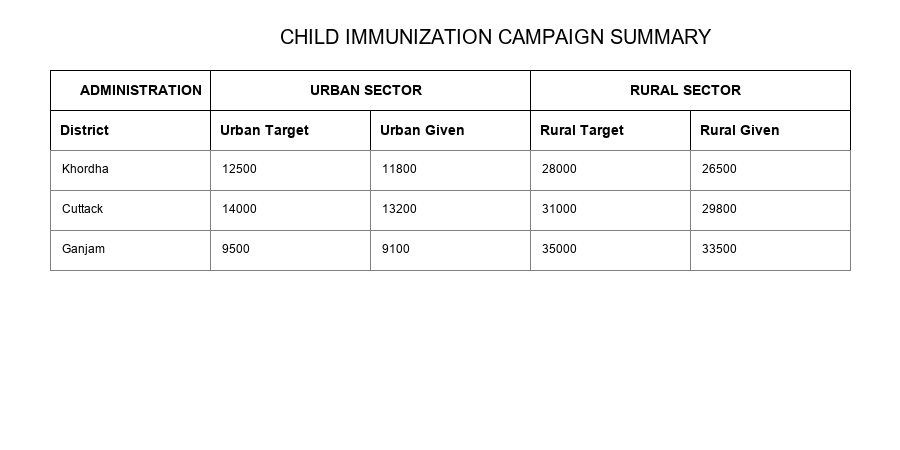 CHILD IMMUNIZATION CAMPAIGN SUMMARY
ADMINISTRATION URBAN SECTOR RURAL SECTOR
District Urban Target Urban Given Rural Target Rural Given
Khordha 12500 11800 28000 26500
Cuttack 14000 13200 31000 29800
Ganjam 9500 9100 35000 33500